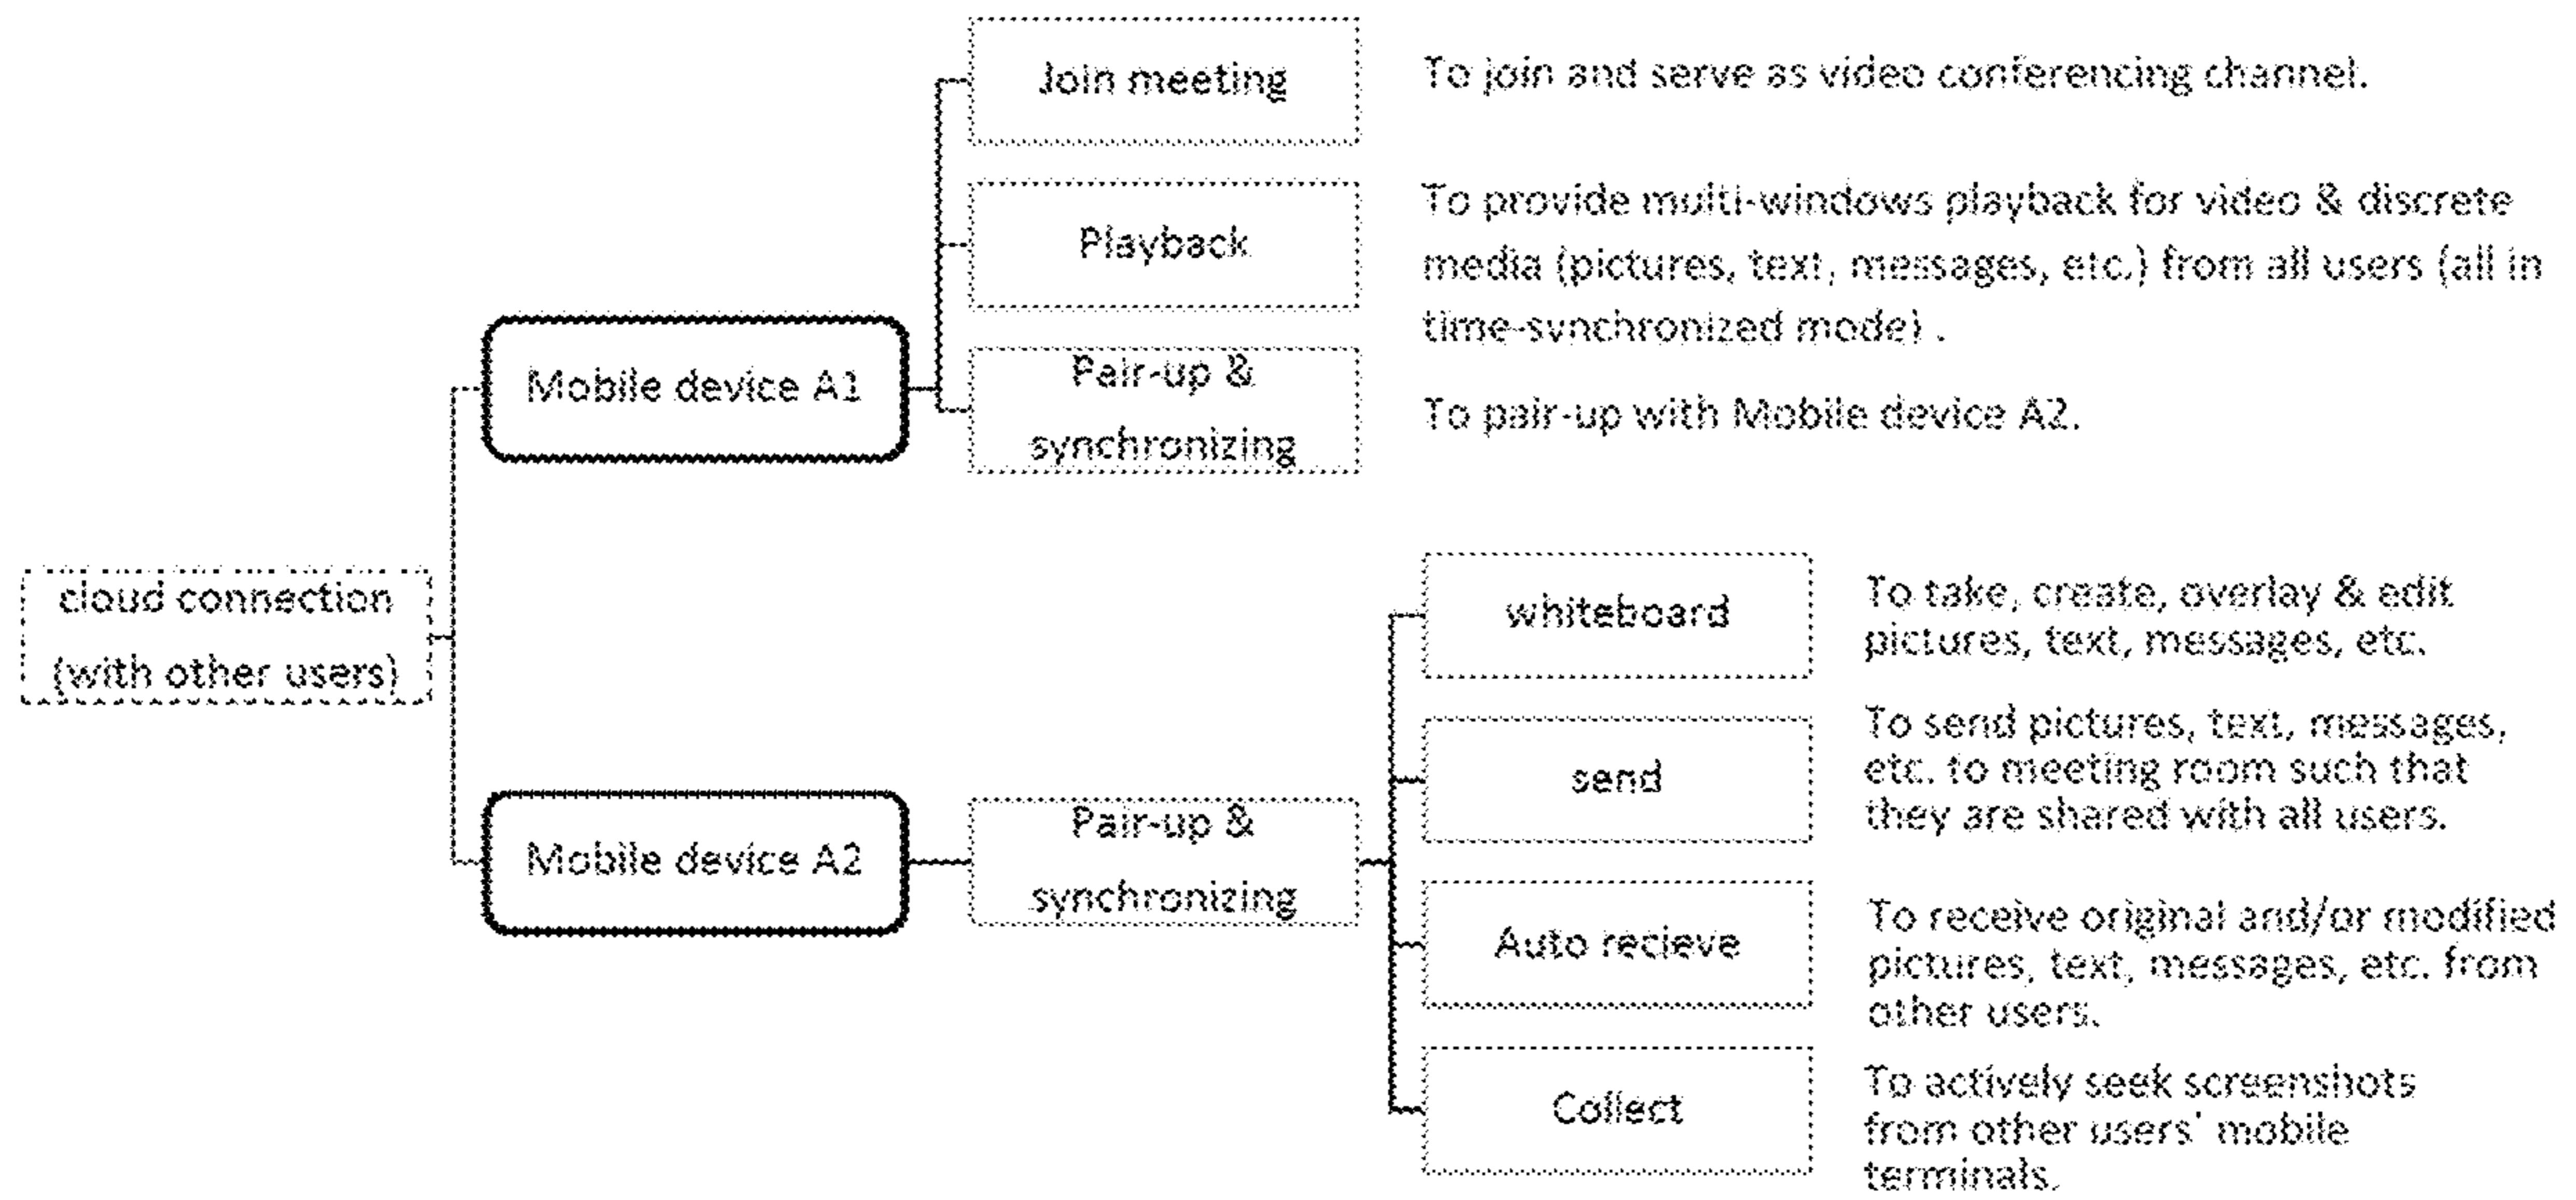 Join meeting
To join and serve as video conferencing channel.
Playback
To provide multi-windows playback for video & discrete
media (pictures, text, messages, etc.) from all users (all in
time-synchronized mode) .
Mobile device A1
Pair-up &
synchronizing
To pair-up with Mobile device A2.
cloud connection
(with other users)
Mobile device A2
Pair-up &
synchronizing
whiteboard
To take, create, overlay & edit
pictures, text, messages, etc.
send
To send pictures, text, messages,
etc. to meeting room such that
they are shared with all users.
Auto recieve
To receive original and/or modified
pictures, text, messages, etc. from
other users.
Collect
To actively seek screenshots
from other users' mobile
terminals.